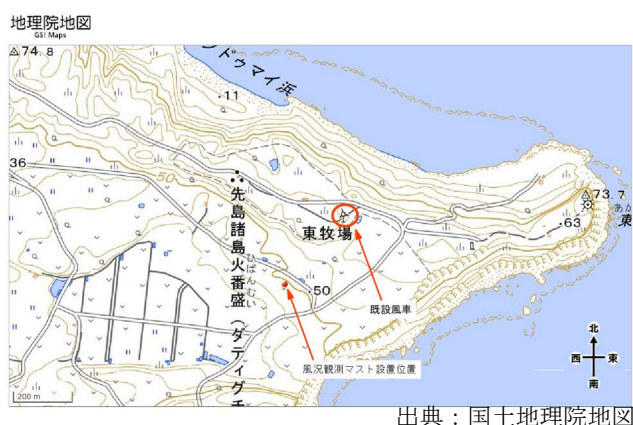 地理院地図
GSI Maps
74.8
ンドゥマイ浜
11
36
50
先島諸島火番盛
ひばんむい
ダティグチ
東牧場
73.7
あが
東
63
P
50
既設風車
風況観測マスト設置位置
北
西
東
南
200 m
出典：国土地理院地図